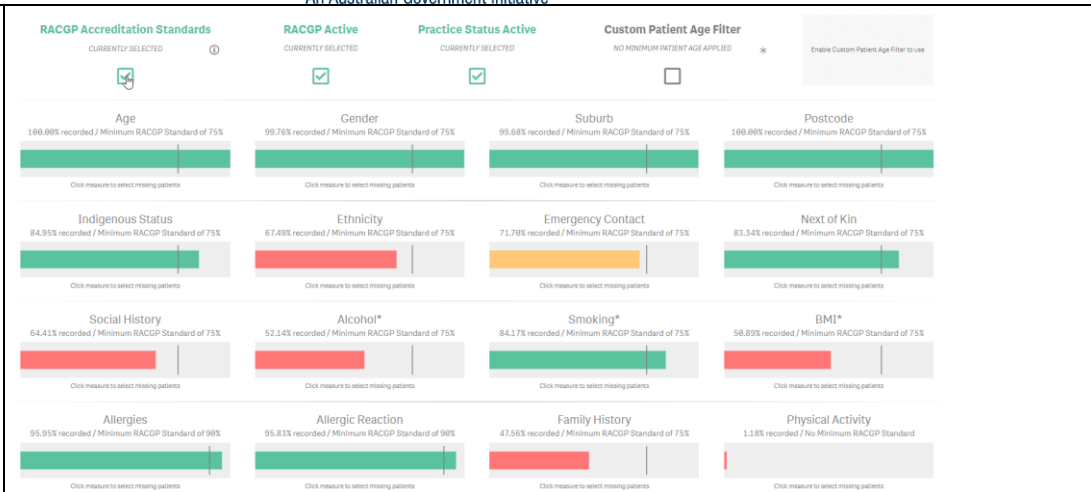 An Australian Government Initiative
RACGP Accreditation Standards
CURRENTLY SELECTED
RACGP Active
CURRENTLY SELECTED
Practice Status Active
CURRENTLY SELECTED
Custom Patient Age Filter
NO MINIMUM PATIENT AGE APPLIED *
Enable Custom Patient Age Filter to use
Age
100.00% recorded / Minimum RACGP Standard of 75%
Click measure to select missing patients
Gender
99.76% recorded / Minimum RACGP Standard of 75%
Click measure to select missing patients
Suburb
99.68% recorded / Minimum RACGP Standard of 75%
Click measure to select missing patients
Postcode
100.00% recorded / Minimum RACGP Standard of 75%
Click measure to select missing patients
Indigenous Status
84.95% recorded / Minimum RACGP Standard of 75%
Click measure to select missing patients
Ethnicity
67.49% recorded / Minimum RACGP Standard of 75%
Click measure to select missing patients
Emergency Contact
71.70% recorded / Minimum RACGP Standard of 75%
Click measure to select missing patients
Next of Kin
83.34% recorded / Minimum RACGP Standard of 75%
Click measure to select missing patients
Social History
64.41% recorded / Minimum RACGP Standard of 75%
Click measure to select missing patients
Alcohol*
52.14% recorded / Minimum RACGP Standard of 75%
Click measure to select missing patients
Smoking*
84.17% recorded / Minimum RACGP Standard of 75%
Click measure to select missing patients
BMI*
50.89% recorded / Minimum RACGP Standard of 75%
Click measure to select missing patients
Allergies
95.95% recorded / Minimum RACGP Standard of 90%
Click measure to select missing patients
Allergic Reaction
95.83% recorded / Minimum RACGP Standard of 90%
Click measure to select missing patients
Family History
47.56% recorded / Minimum RACGP Standard of 75%
Click measure to select missing patients
Physical Activity
1.18% recorded / No Minimum RACGP Standard
Click measure to select missing patients